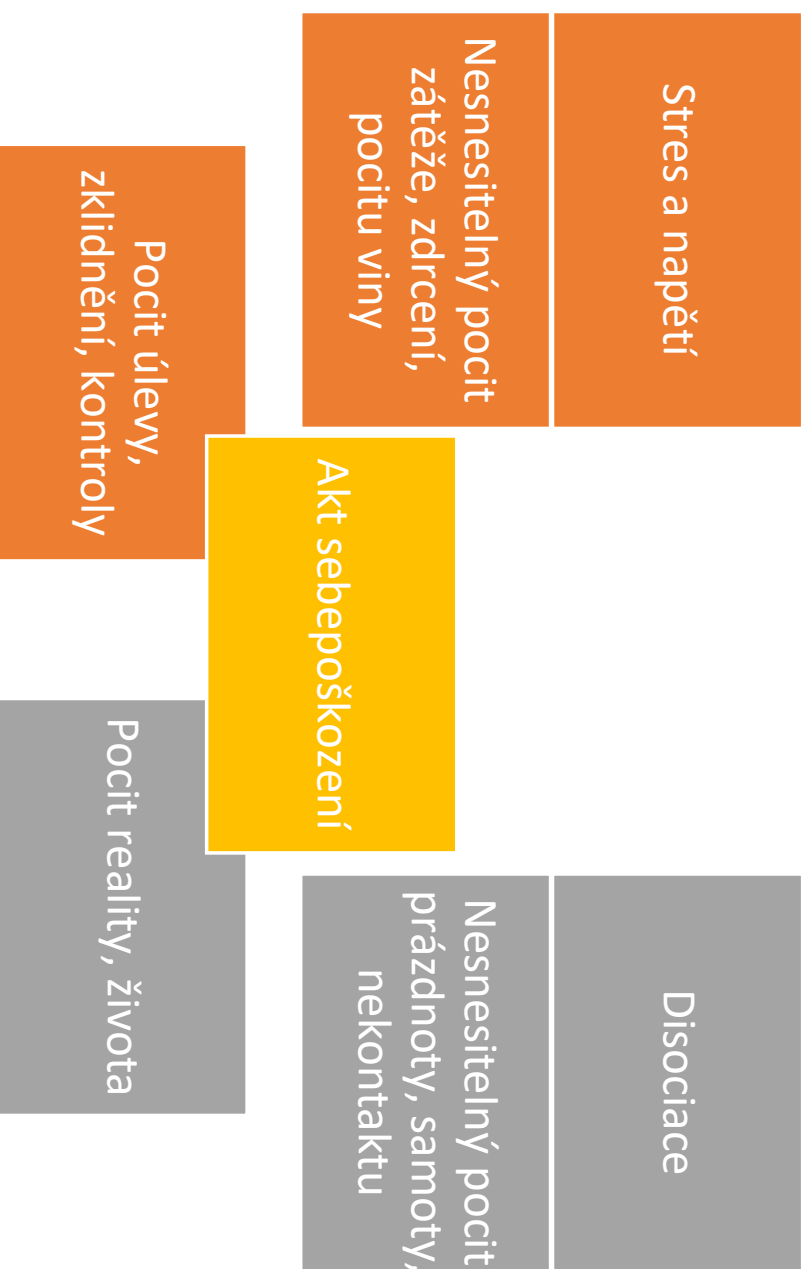 Stres a napětí
Nesnesitelný pocit
zátěže, zdrcení,
pocitu viny
Disociace
Nesnesitelný pocit
prázdnoty, samoty,
nekontaktu
Akt sebepoškození
Pocit úlevy,
zklidnění, kontroly
Pocit reality, života